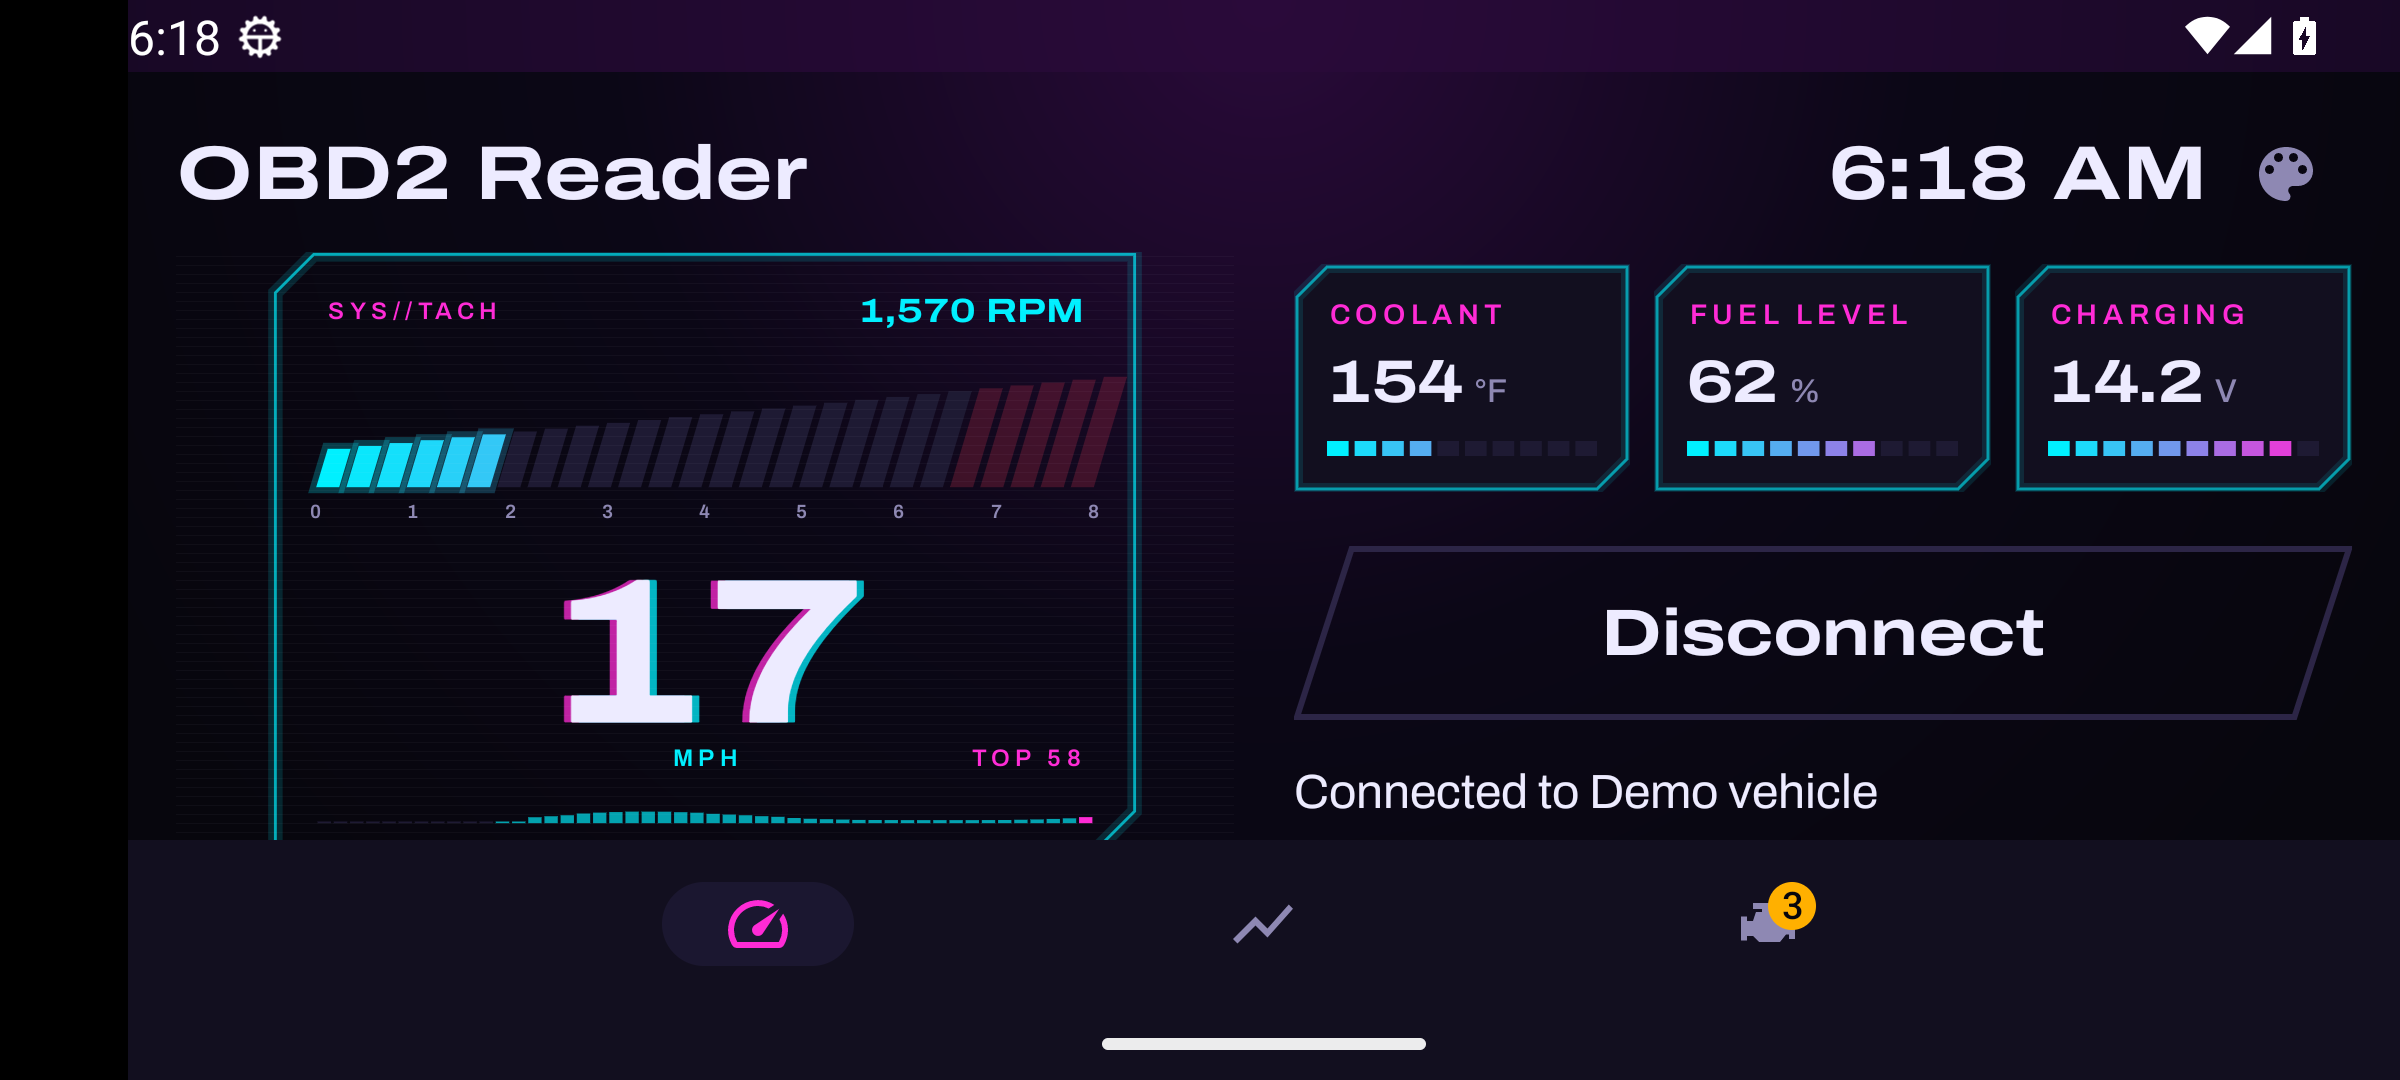 6:18
OBD2 Reader
6:18 AM
SYS//TACH
1,570 RPM
0 1 2 3 4 5 6 7 8
17
MPH
TOP 58
COOLANT
154 °F
FUEL LEVEL
62 %
CHARGING
14.2 V
Disconnect
Connected to Demo vehicle
3